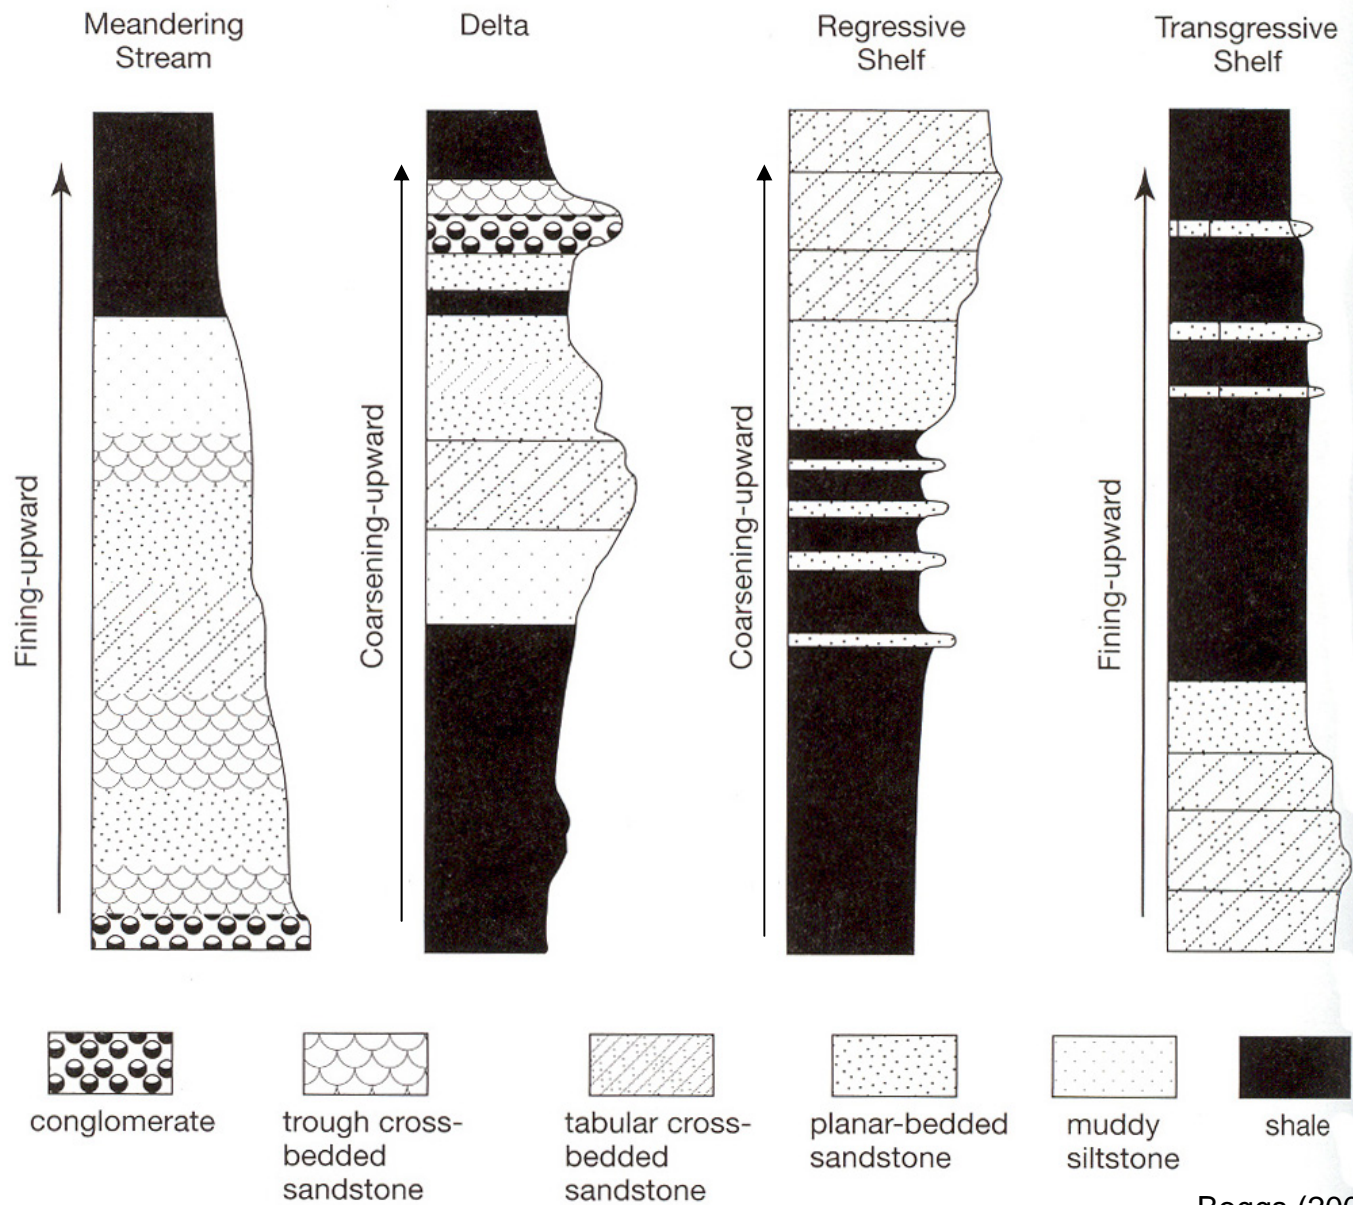 Meandering
Stream
Delta
Regressive
Shelf
Transgressive
Shelf
Fining-upward
Coarsening-upward
Coarsening-upward
Fining-upward
conglomerate
trough cross-
bedded
sandstone
tabular cross-
bedded
sandstone
planar-bedded
sandstone
muddy
siltstone
shale